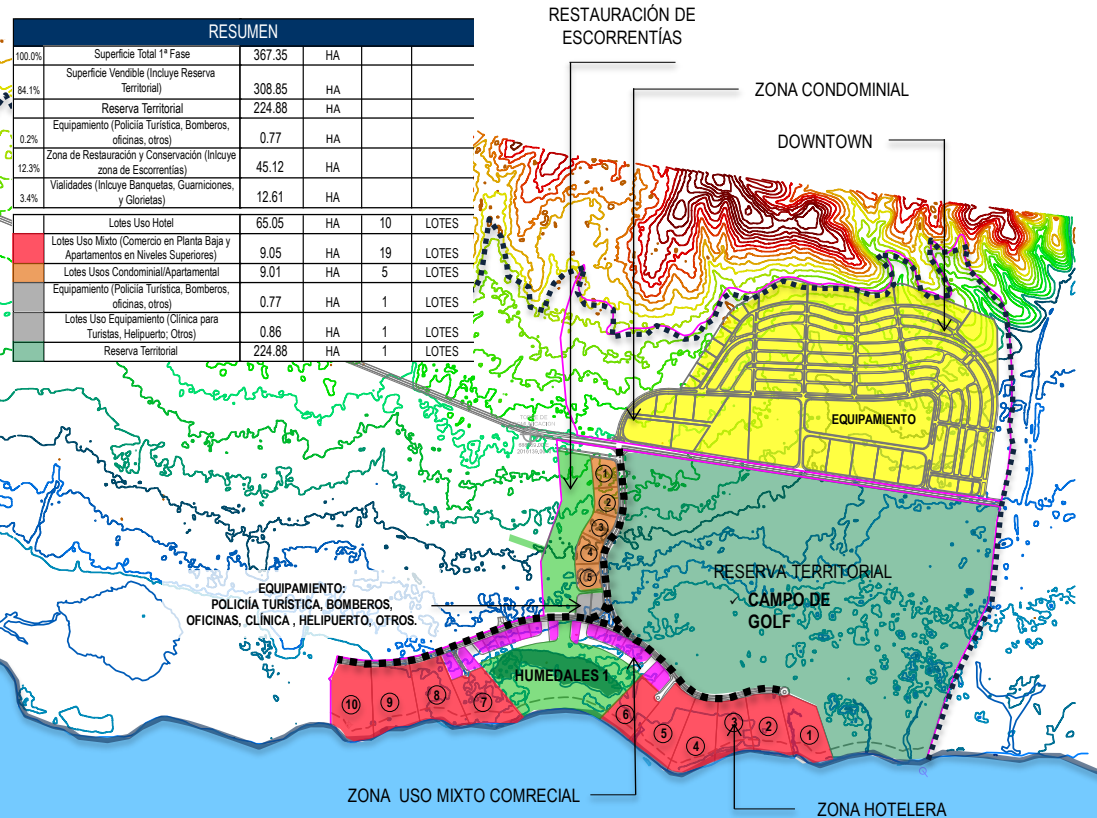 RESUMEN
100.0% Superficie Total 1ª Fase 367.35 HA
84.1% Superficie Vendible (Incluye Reserva
Territorial) 308.85 HA
Reserva Territorial 224.88 HA
0.2% Equipamiento (Policiía Turística, Bomberos,
oficinas, otros) 0.77 HA
12.3% Zona de Restauración y Conservación (Inlcuye
zona de Escorrentías) 45.12 HA
3.4% Vialidades (Inlcuye Banquetas, Guarniciones,
y Glorietas) 12.61 HA
Lotes Uso Hotel 65.05 HA 10 LOTES
Lotes Uso Mixto (Comercio en Planta Baja y
Apartamentos en Niveles Superiores) 9.05 HA 19 LOTES
Lotes Usos Condominial/Apartamental 9.01 HA 5 LOTES
Equipamiento (Policiía Turística, Bomberos,
oficinas, otros) 0.77 HA 1 LOTES
Lotes Uso Equipamiento (Clínica para
Turistas, Helipuerto; Otros) 0.86 HA 1 LOTES
Reserva Territorial 224.88 HA 1 LOTES
RESTAURACIÓN DE
ESCORRENTÍAS
ZONA CONDOMINIAL
DOWNTOWN
EQUIPAMIENTO
1
2
3
4
5
RESERVA TERRITORIAL
✓ CAMPO DE
GOLF
EQUIPAMIENTO:
POLICIÍA TURÍSTICA, BOMBEROS,
OFICINAS, CLÍNICA , HELIPUERTO, OTROS.
HUMEDALES 1
10
9
8
7
6
5
4
3
2
1
ZONA USO MIXTO COMRECIAL
ZONA HOTELERA